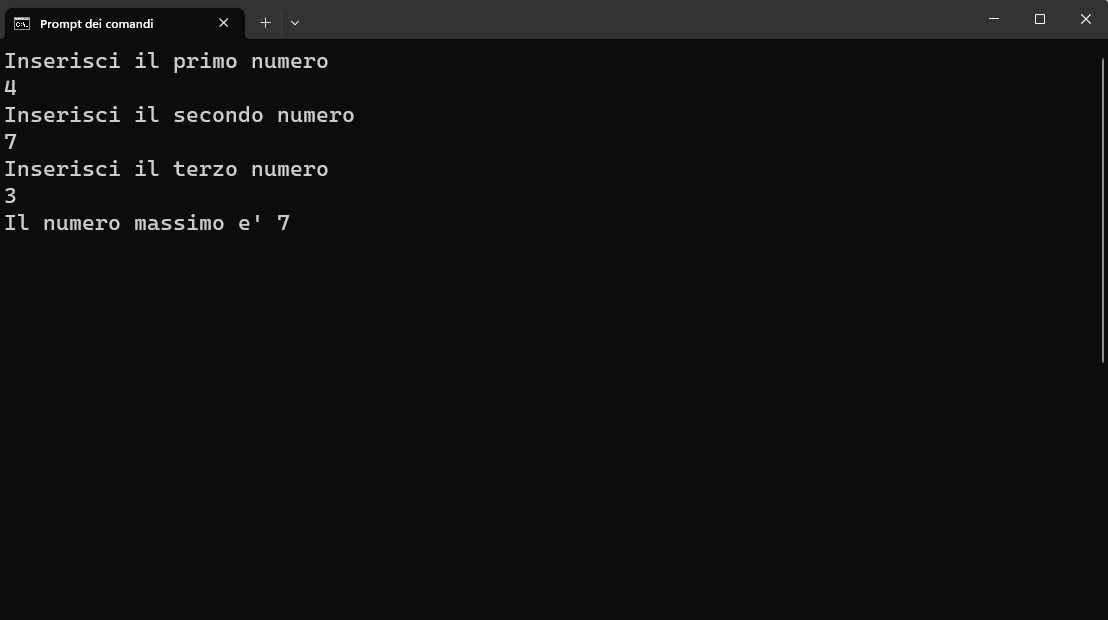 Prompt dei comandi
Inserisci il primo numero
4
Inserisci il secondo numero
7
Inserisci il terzo numero
3
Il numero massimo e' 7